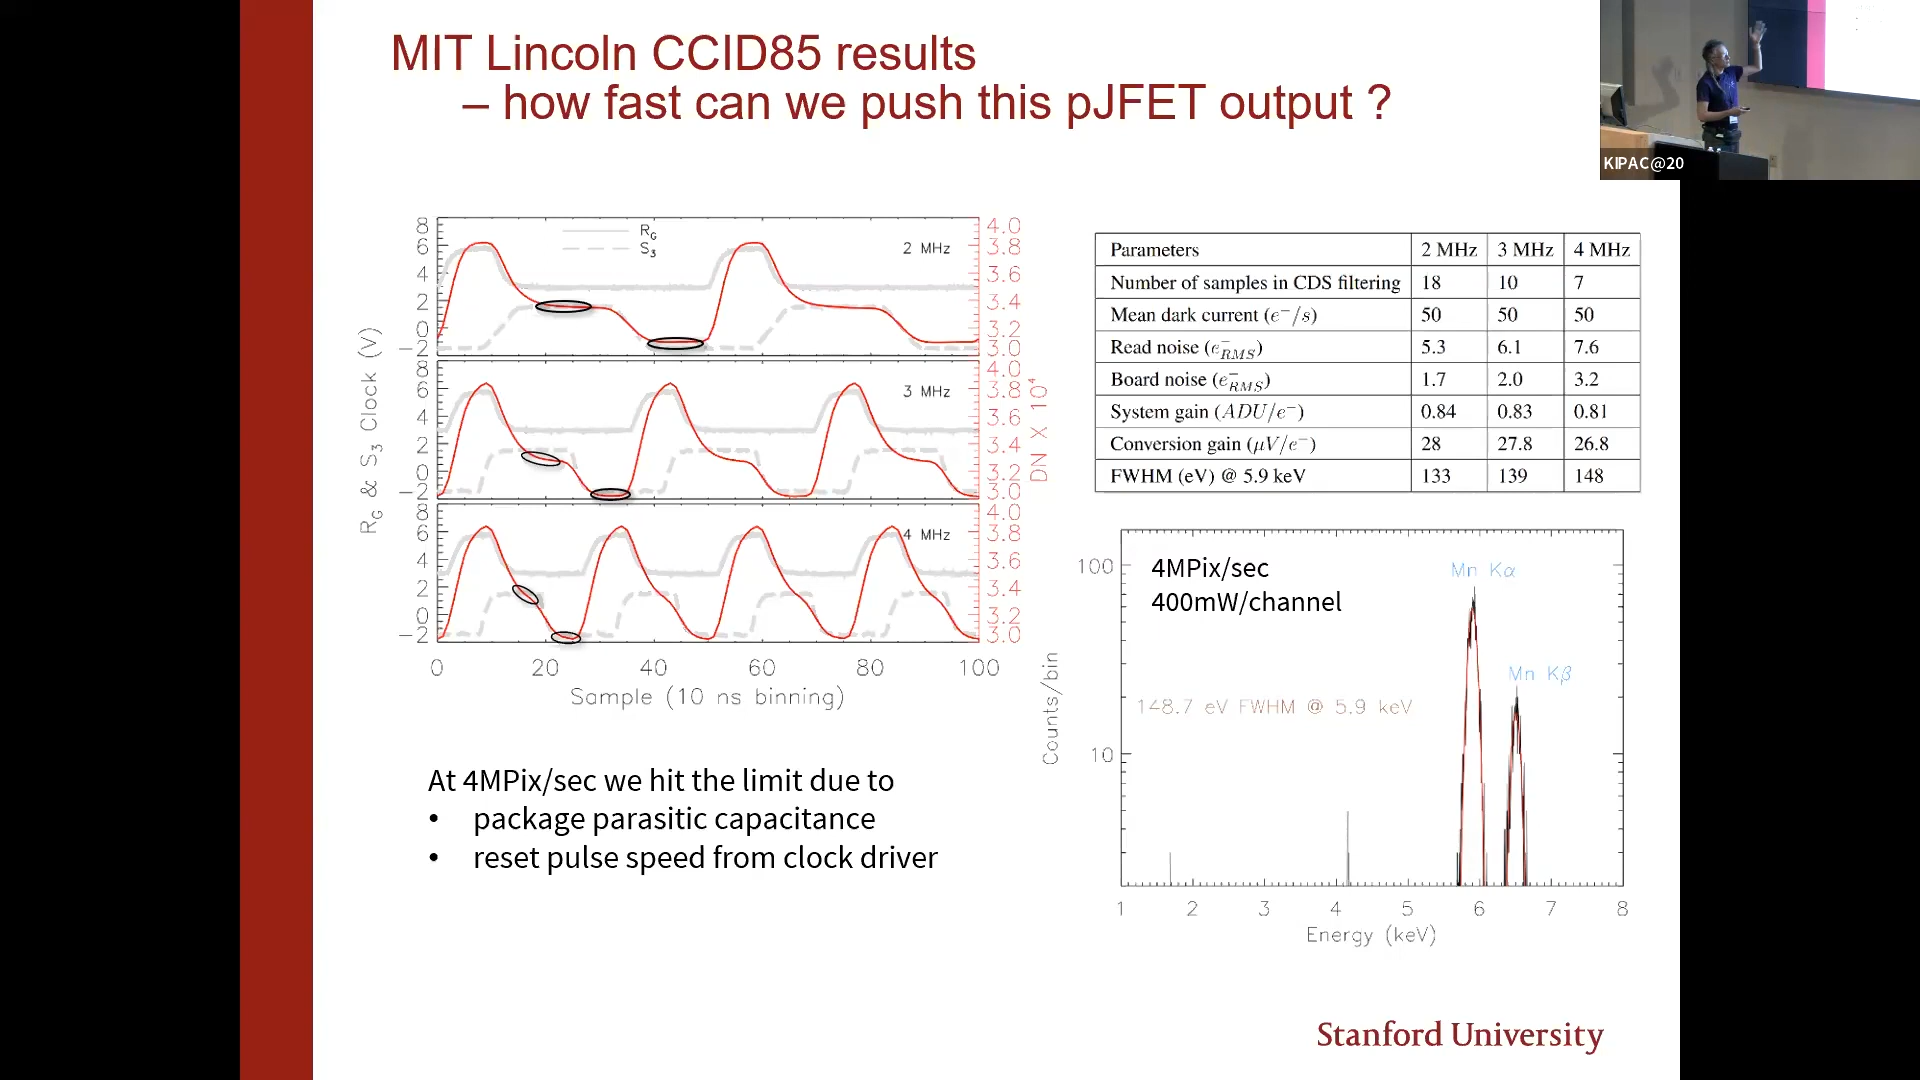 MIT Lincoln CCID85 results
– how fast can we push this pJFET output ?
KIPAC@20
R_G
S_3
2 MHz
3 MHz
4 MHz
8
6
4
2
0
−2
8
6
4
2
0
−2
8
6
4
2
0
−2
4.0
3.8
3.6
3.4
3.2
3.0
4.0
3.8
3.6
3.4
3.2
3.0
4.0
3.8
3.6
3.4
3.2
3.0
R_G & S_3 Clock (V)
DN X 10^4
0 20 40 60 80 100
Sample (10 ns binning)
Parameters 2 MHz 3 MHz 4 MHz
Number of samples in CDS filtering 18 10 7
Mean dark current (e⁻/s) 50 50 50
Read noise (e⁻_RMS) 5.3 6.1 7.6
Board noise (e⁻_RMS) 1.7 2.0 3.2
System gain (ADU/e⁻) 0.84 0.83 0.81
Conversion gain (μV/e⁻) 28 27.8 26.8
FWHM (eV) @ 5.9 keV 133 139 148
4MPix/sec
400mW/channel
Mn Kα
Mn Kβ
148.7 eV FWHM @ 5.9 keV
100
10
Counts/bin
1 2 3 4 5 6 7 8
Energy (keV)
At 4MPix/sec we hit the limit due to
• package parasitic capacitance
• reset pulse speed from clock driver
Stanford University